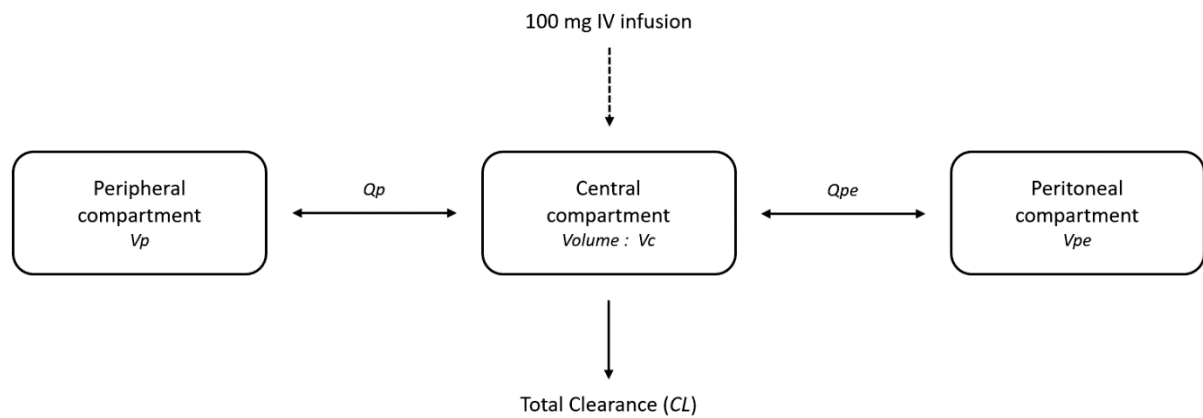 100 mg IV infusion
Peripheral
compartment
Vp
Qp
Central
compartment
Volume : Vc
Qpe
Peritoneal
compartment
Vpe
Total Clearance (CL)